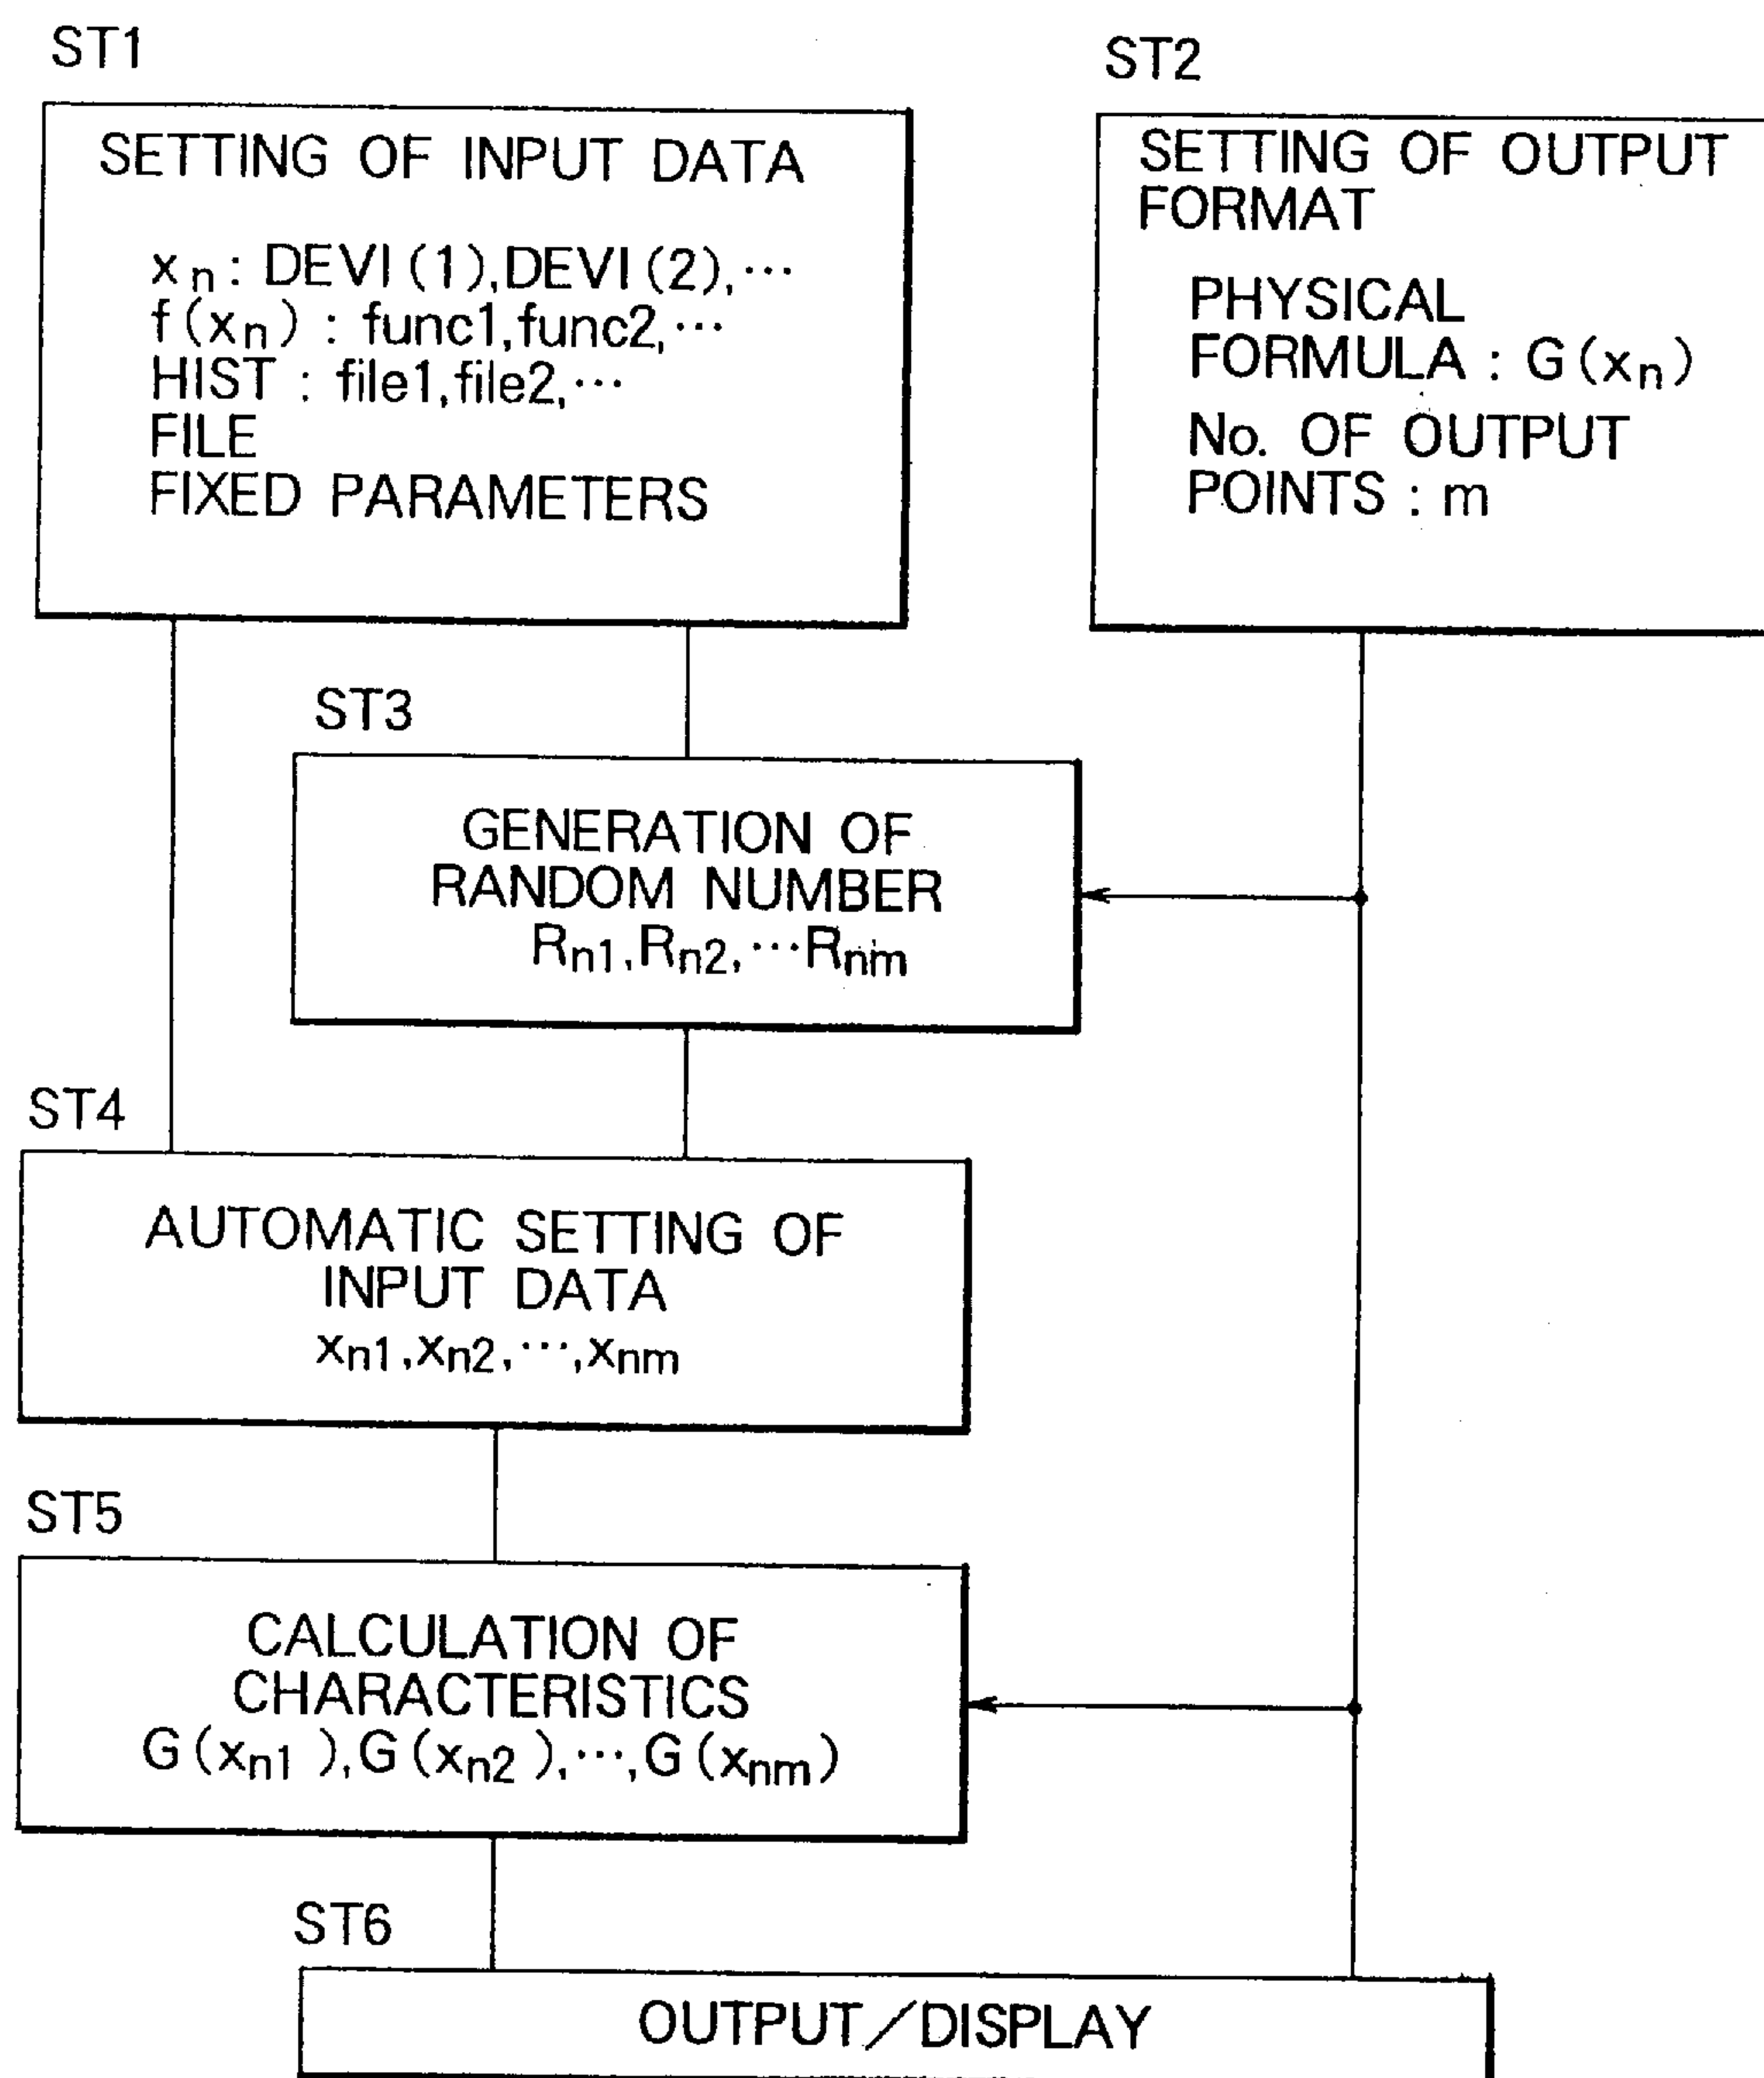 ST1
SETTING OF INPUT DATA
xn : DEVI (1), DEVI (2), ···
f (xn) : func1, func2, ···
HIST : file1, file2, ···
FILE
FIXED PARAMETERS
ST2
SETTING OF OUTPUT
FORMAT
PHYSICAL
FORMULA : G (xn)
No. OF OUTPUT
POINTS : m
ST3
GENERATION OF
RANDOM NUMBER
Rn1, Rn2, ··· Rnm
ST4
AUTOMATIC SETTING OF
INPUT DATA
xn1, xn2, ···, xnm
ST5
CALCULATION OF
CHARACTERISTICS
G (xn1 ), G (xn2 ), ···, G (xnm)
ST6
OUTPUT/DISPLAY